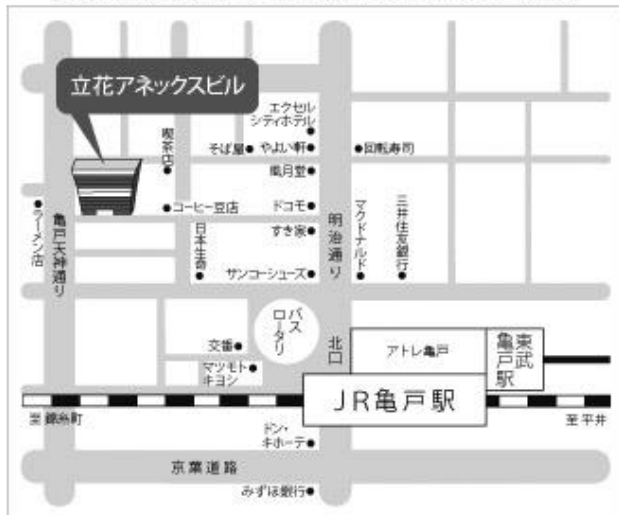 立花アネックスビル
エクセル
シティホテル
喫茶店
そば屋
やよい軒
回転寿司
風月堂
コーヒー豆店
ドコモ
ラーメン店
亀戸天神通り
日本生命
すき家
明治通り
マクドナルド
三井住友銀行
サンコーシューズ
バス
ロータリー
北口
交番
アトレ亀戸
東武
亀戸駅
マツモト
キヨシ
JR亀戸駅
至 錦糸町
至 平井
ドン・
キホーテ
京葉道路
みずほ銀行